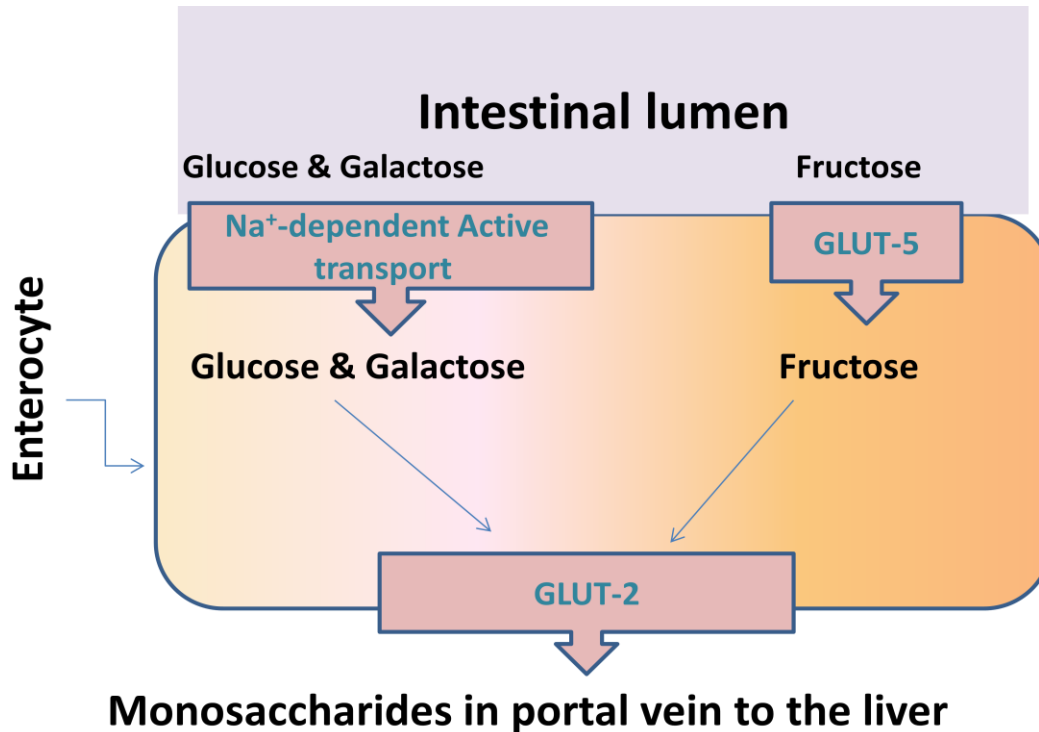 Intestinal lumen
Glucose & Galactose
Fructose
Na⁺-dependent Active
transport
GLUT-5
Enterocyte
Glucose & Galactose
Fructose
GLUT-2
Monosaccharides in portal vein to the liver